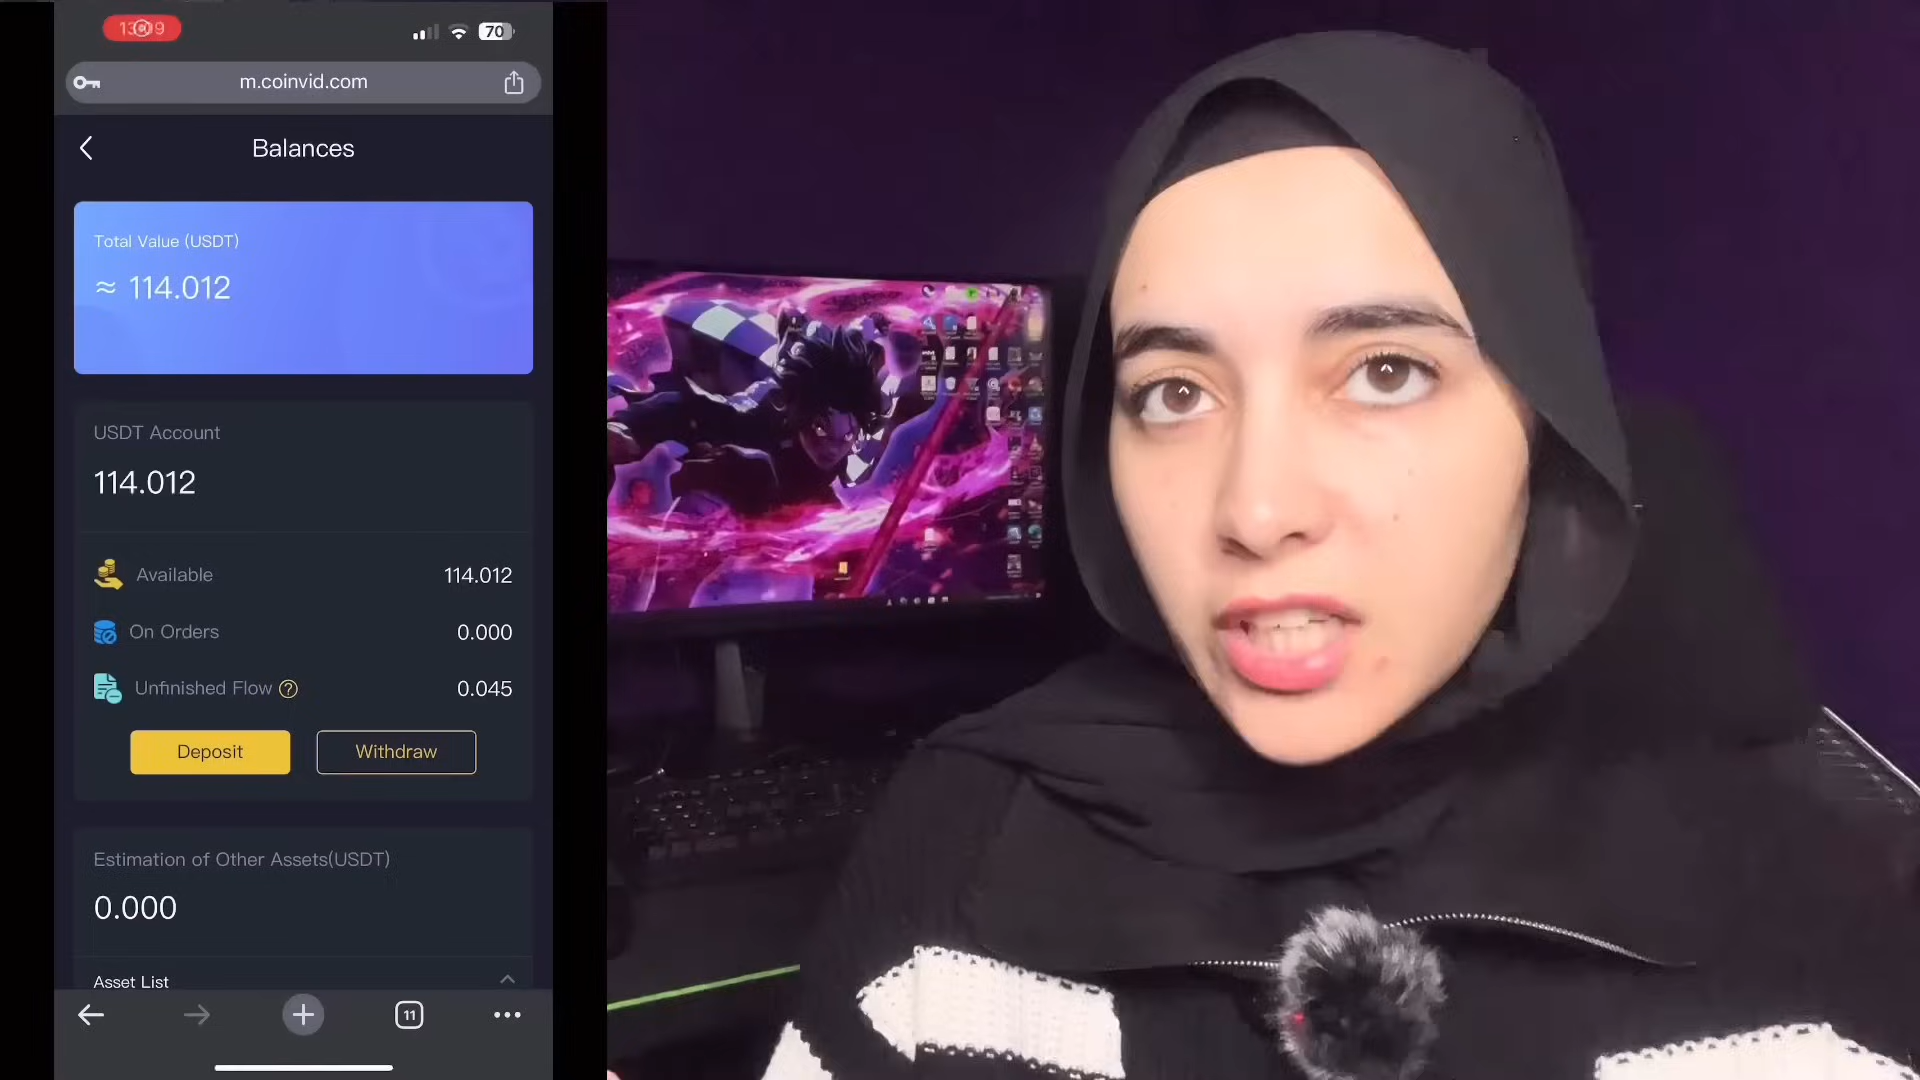 70
m.coinvid.com
Balances
Total Value (USDT)
≈ 114.012
USDT Account
114.012
Available 114.012
On Orders 0.000
Unfinished Flow ? 0.045
Deposit Withdraw
Estimation of Other Assets(USDT)
0.000
Asset List
11